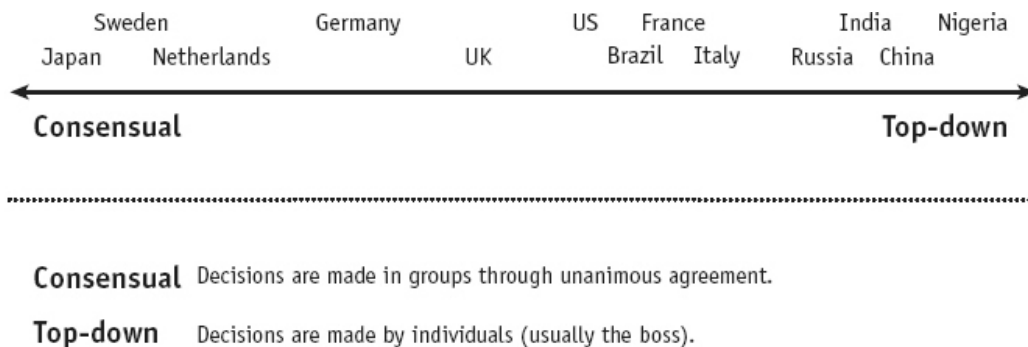 Sweden Germany US France India Nigeria
Japan Netherlands UK Brazil Italy Russia China
Consensual Top-down
Consensual Decisions are made in groups through unanimous agreement.
Top-down Decisions are made by individuals (usually the boss).